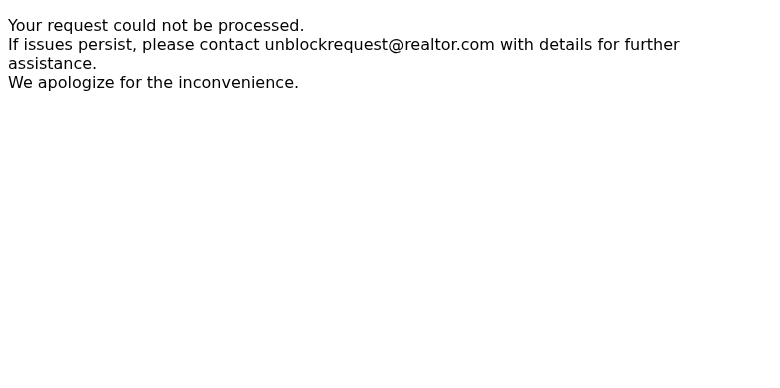 Your request could not be processed.
If issues persist, please contact unblockrequest@realtor.com with details for further
assistance.
We apologize for the inconvenience.